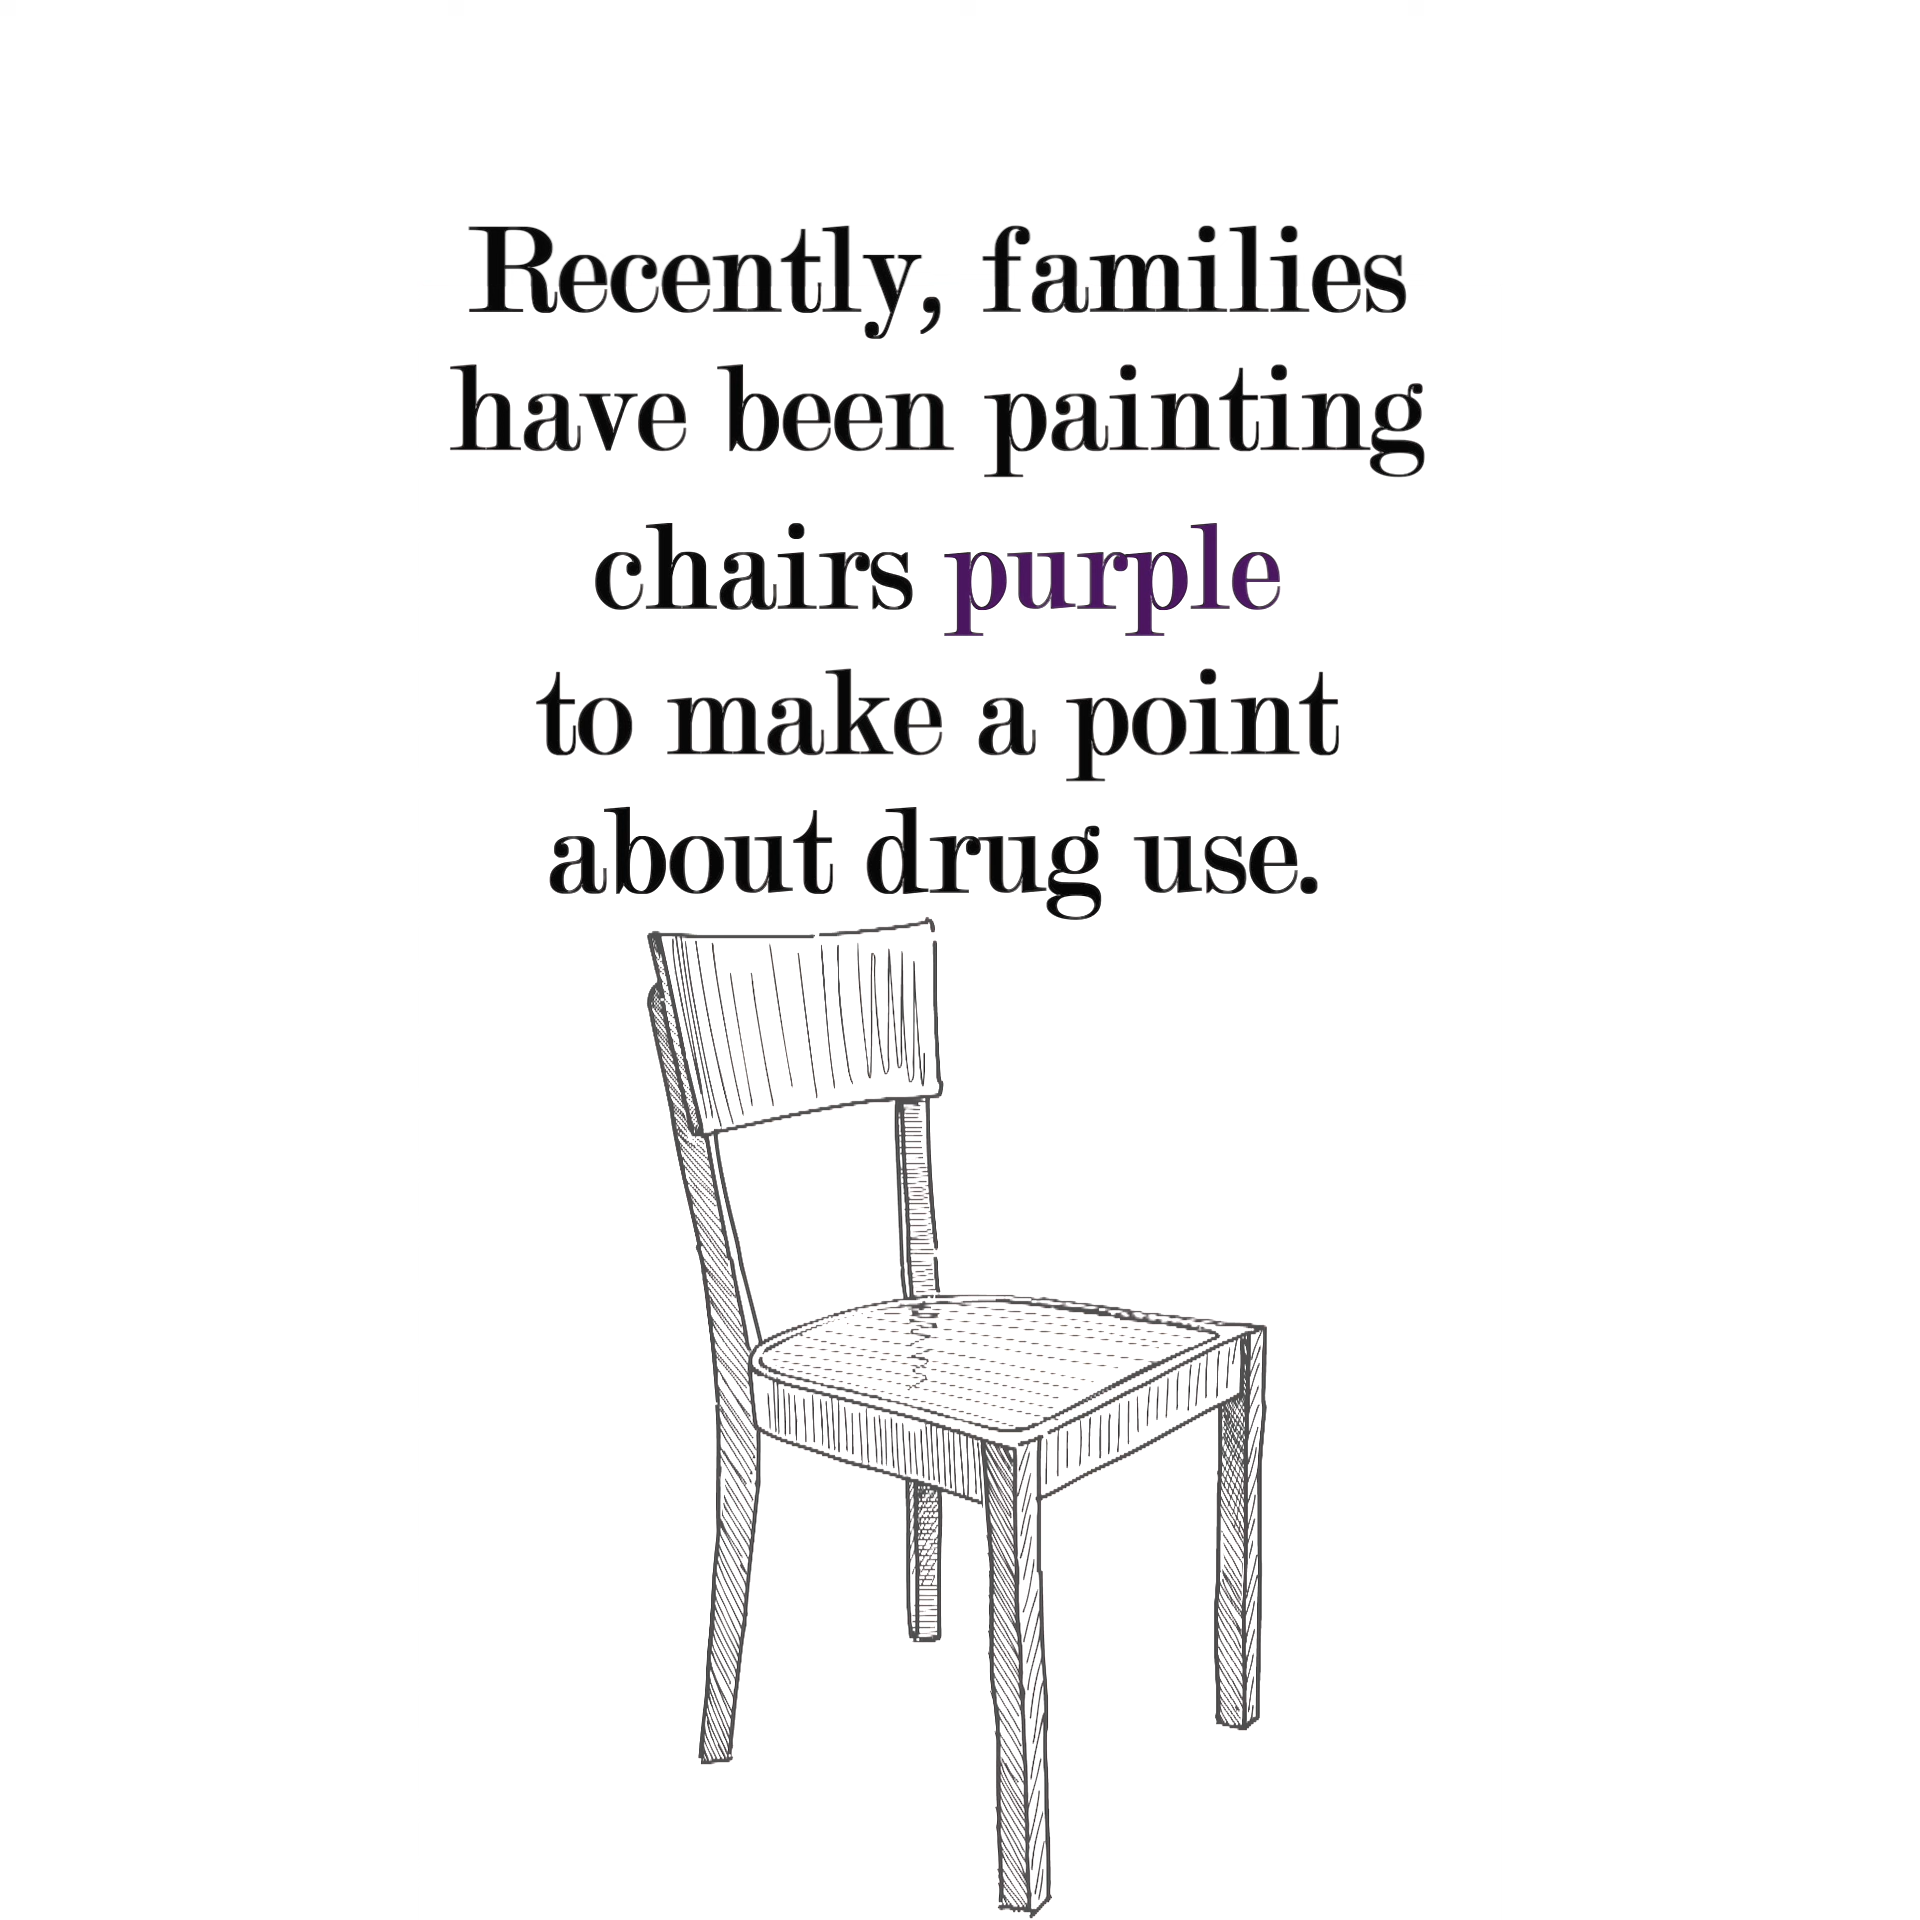 Recently, families
have been painting
chairs purple
to make a point
about drug use.